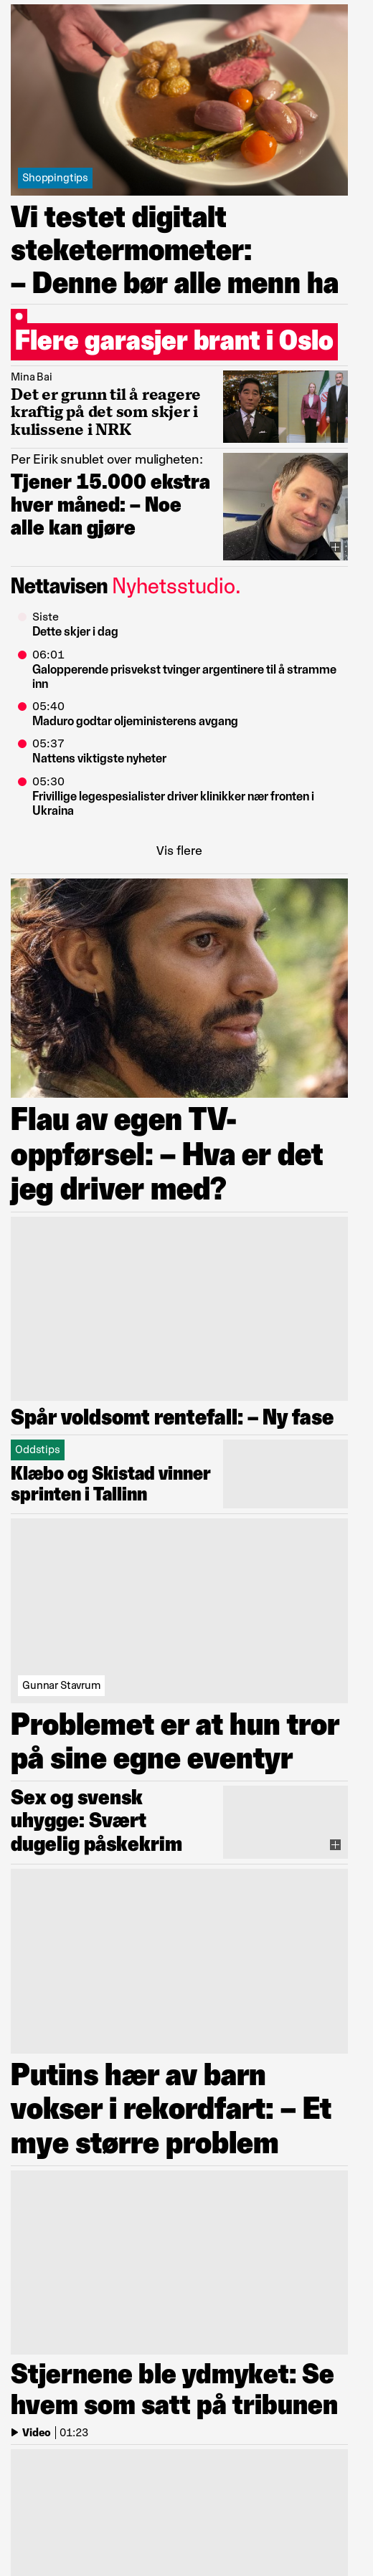 Shoppingtips
Vi testet digitalt
steketermometer:
– Denne bør alle menn ha
Flere garasjer brant i Oslo
Mina Bai
Det er grunn til å reagere
kraftig på det som skjer i
kulissene i NRK
Per Eirik snublet over muligheten:
Tjener 15.000 ekstra
hver måned: – Noe
alle kan gjøre
Nettavisen Nyhetsstudio.
Siste
Dette skjer i dag
06:01
Galopperende prisvekst tvinger argentinere til å stramme
inn
05:40
Maduro godtar oljeministerens avgang
05:37
Nattens viktigste nyheter
05:30
Frivillige legespesialister driver klinikker nær fronten i
Ukraina
Vis flere
Flau av egen TV-
oppførsel: – Hva er det
jeg driver med?
Spår voldsomt rentefall: – Ny fase
Oddstips
Klæbo og Skistad vinner
sprinten i Tallinn
Gunnar Stavrum
Problemet er at hun tror
på sine egne eventyr
Sex og svensk
uhygge: Svært
dugelig påskekrim
Putins hær av barn
vokser i rekordfart: – Et
mye større problem
Stjernene ble ydmyket: Se
hvem som satt på tribunen
Video 01:23